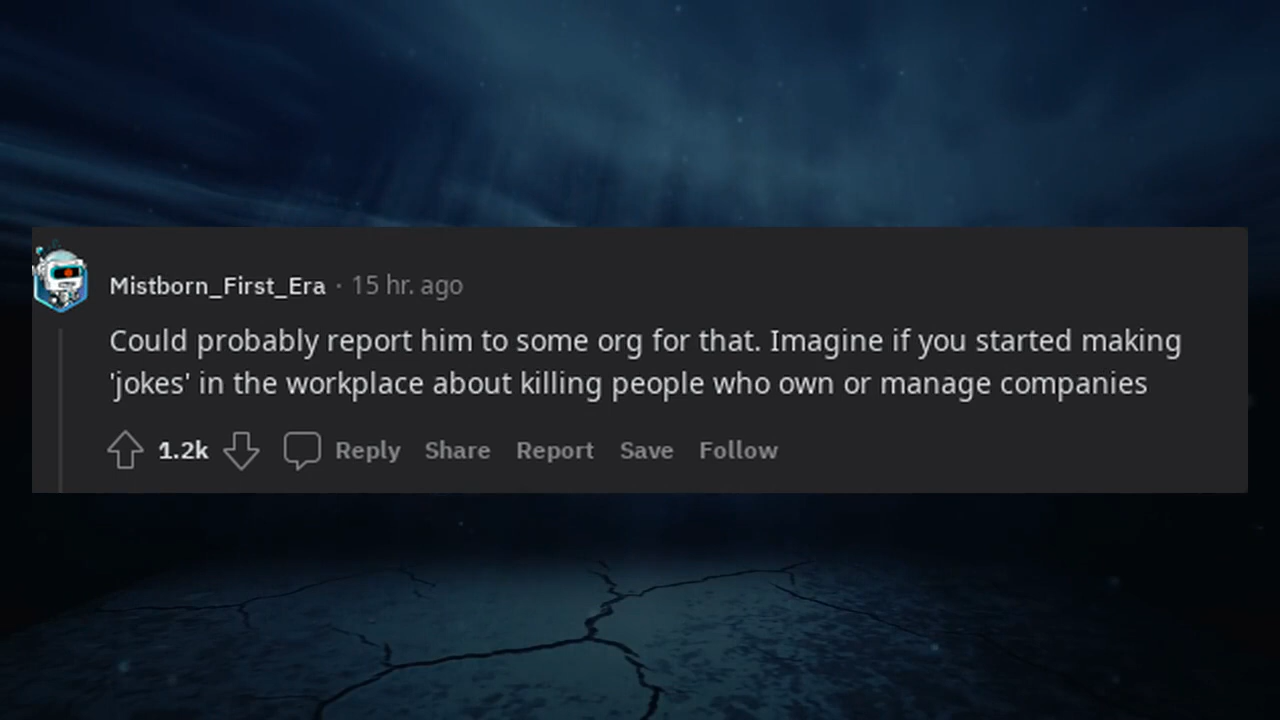 Mistborn_First_Era · 15 hr. ago
Could probably report him to some org for that. Imagine if you started making
'jokes' in the workplace about killing people who own or manage companies
1.2k Reply Share Report Save Follow